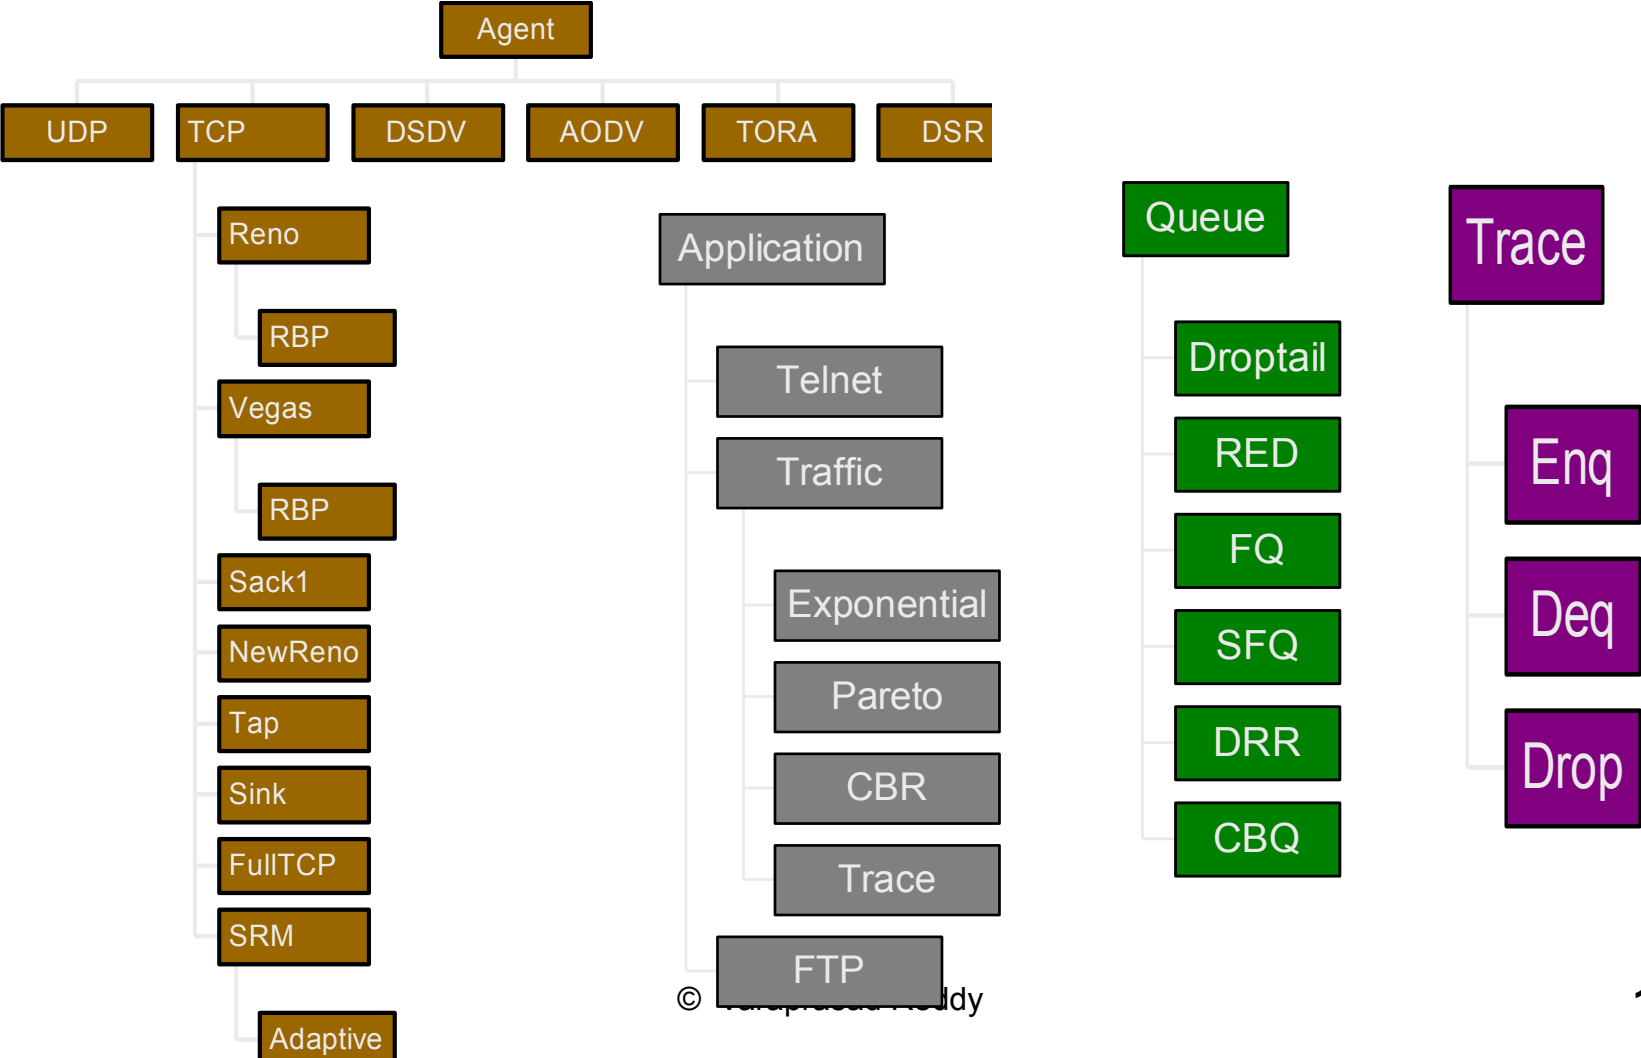 Agent
UDP
TCP
DSDV
AODV
TORA
DSR
Reno
RBP
Vegas
RBP
Sack1
NewReno
Tap
Sink
FullTCP
SRM
Adaptive
Application
Telnet
Traffic
Exponential
Pareto
CBR
Trace
FTP
Queue
Droptail
RED
FQ
SFQ
DRR
CBQ
Trace
Enq
Deq
Drop
©